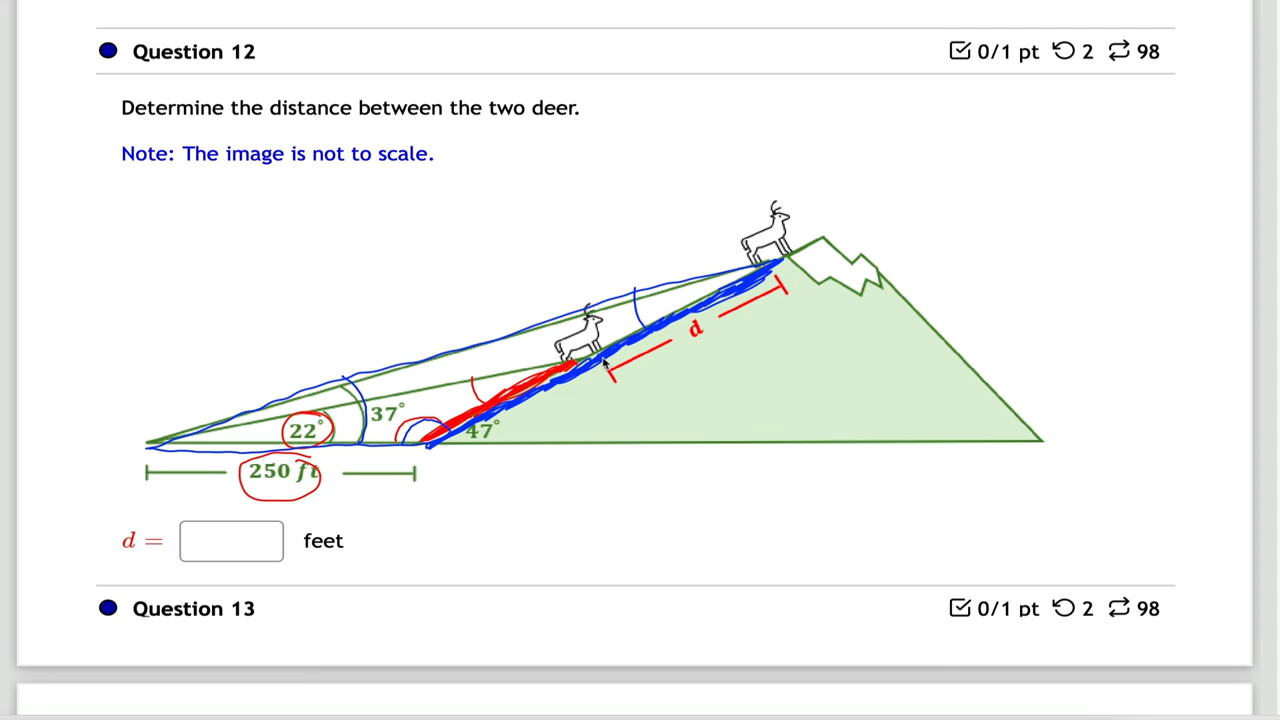 Question 12
0/1 pt 2 98
Determine the distance between the two deer.
Note: The image is not to scale.
d
37°
22°
47°
250 ft
d = feet
Question 13
0/1 pt 2 98